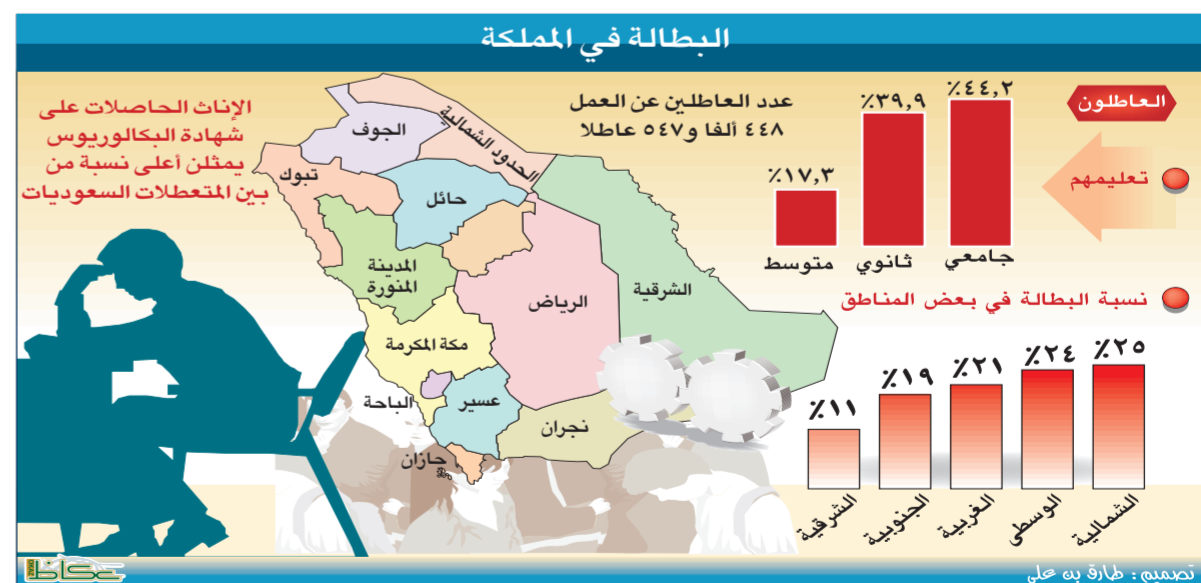 البطالة في المملكة
العاطلون
تعليمهم
٪٤٤,٢
٪٣٩,٩
٪١٧,٣
جامعي
ثانوي
متوسط
عدد العاطلين عن العمل
٤٤٨ ألفا و٥٤٧ عاطلا
الإناث الحاصلات على
شهادة البكالوريوس
يمثلن أعلى نسبة من
بين المتعطلات السعوديات
الحدود الشمالية
الجوف
تبوك
حائل
المدينة
المنورة
الرياض
الشرقية
مكة المكرمة
الباحة
عسير
نجران
جازان
نسبة البطالة في بعض المناطق
٪٢٥
٪٢٤
٪٢١
٪١٩
٪١١
الشمالية
الوسطى
الغربية
الجنوبية
الشرقية
تصميم : طارق بن علي
عكاظ
OKAZ